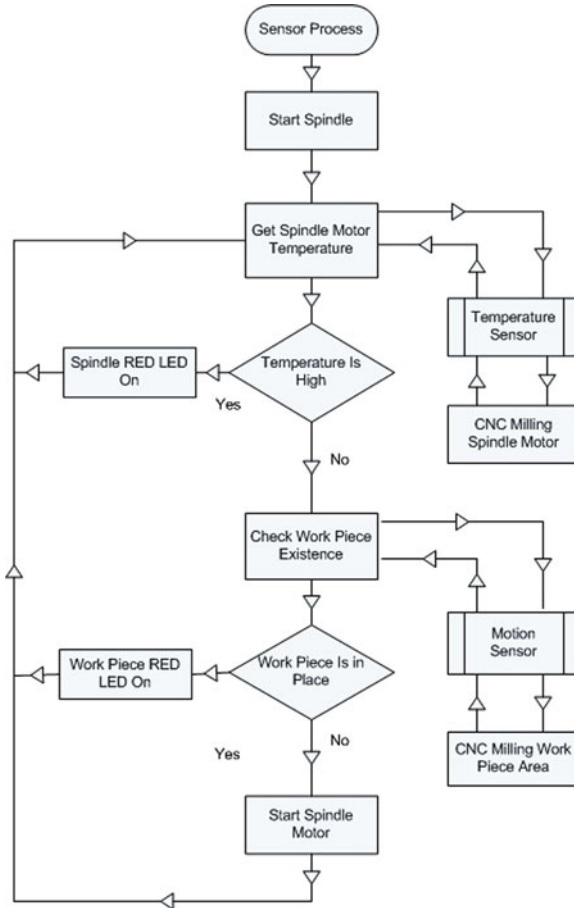 Sensor Process
Start Spindle
Get Spindle Motor
Temperature
Temperature
Sensor
Spindle RED LED
On
Temperature Is
High
Yes
CNC Milling
Spindle Motor
No
Check Work Piece
Existence
Motion
Sensor
Work Piece RED
LED On
Work Piece Is in
Place
Yes
No
CNC Milling Work
Piece Area
Start Spindle
Motor